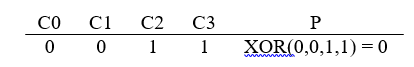 C0 C1 C2 C3 P
0 0 1 1 XOR(0,0,1,1) = 0